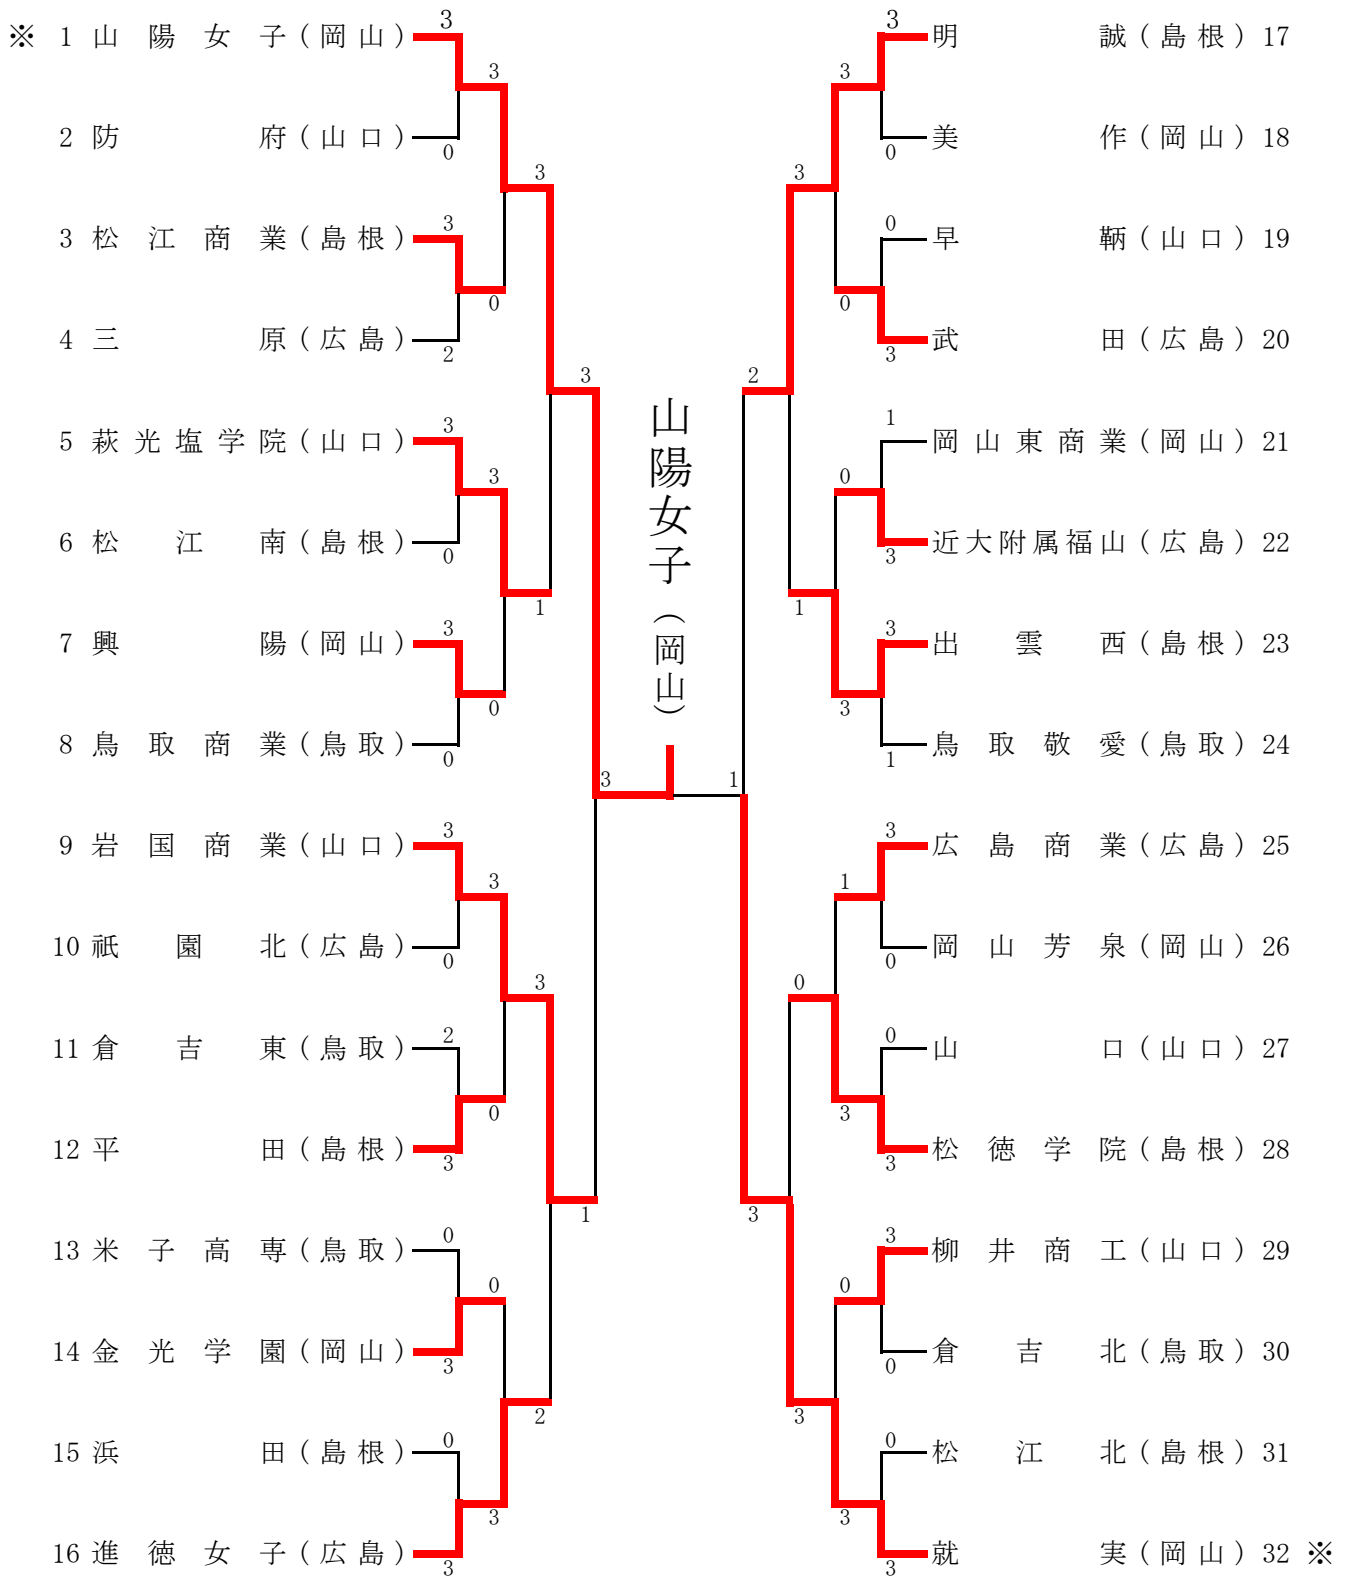 ※ 1 山陽女子(岡山) 3
3 明誠(島根) 17
3
3
2 防府(山口) 0
0 美作(岡山) 18
3
3
3 松江商業(島根) 3
0 早鞆(山口) 19
0
0
4 三原(広島) 2
3 武田(広島) 20
3
2
5 萩光塩学院(山口) 3
1 岡山東商業(岡山) 21
3
0
6 松江南(島根) 0
3 近大附属福山(広島) 22
1
1
7 興陽(岡山) 3
3 出雲西(島根) 23
0
3
8 鳥取商業(鳥取) 0
1 鳥取敬愛(鳥取) 24
山陽女子(岡山)
3
1
9 岩国商業(山口) 3
3 広島商業(広島) 25
3
1
10 祇園北(広島) 0
0 岡山芳泉(岡山) 26
3
0
11 倉吉東(鳥取) 2
0 山口(山口) 27
0
3
12 平田(島根) 3
3 松徳学院(島根) 28
1
3
13 米子高専(鳥取) 0
3 柳井商工(山口) 29
0
0
14 金光学園(岡山) 3
0 倉吉北(鳥取) 30
2
3
15 浜田(島根) 0
0 松江北(島根) 31
3
3
16 進徳女子(広島) 3
3 就実(岡山) 32 ※